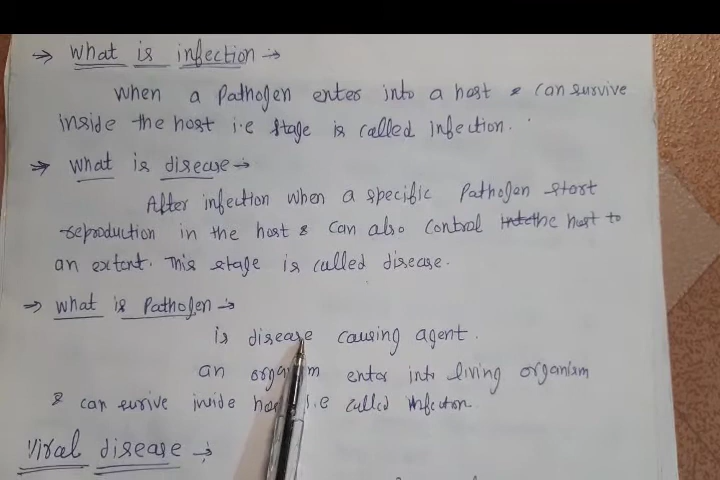 → What is infection →
When a Pathogen enter into a host & can survive
inside the host i.e stage is called infection.
→ What is disease →
After infection when a specific Pathogen start
reproduction in the host & can also control the host to
an extent. This stage is called disease.
→ What is Pathogen →
is disease causing agent.
an enter into living organism
& can survive inside i.e called infection.
Viral disease →